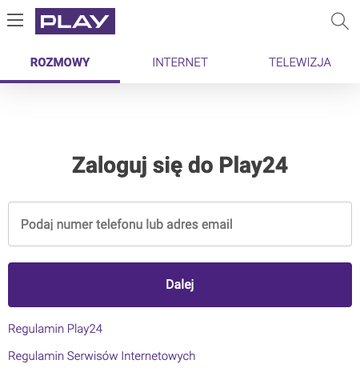 PLAY
ROZMOWY INTERNET TELEWIZJA
Zaloguj się do Play24
Podaj numer telefonu lub adres email
Dalej
Regulamin Play24
Regulamin Serwisów Internetowych